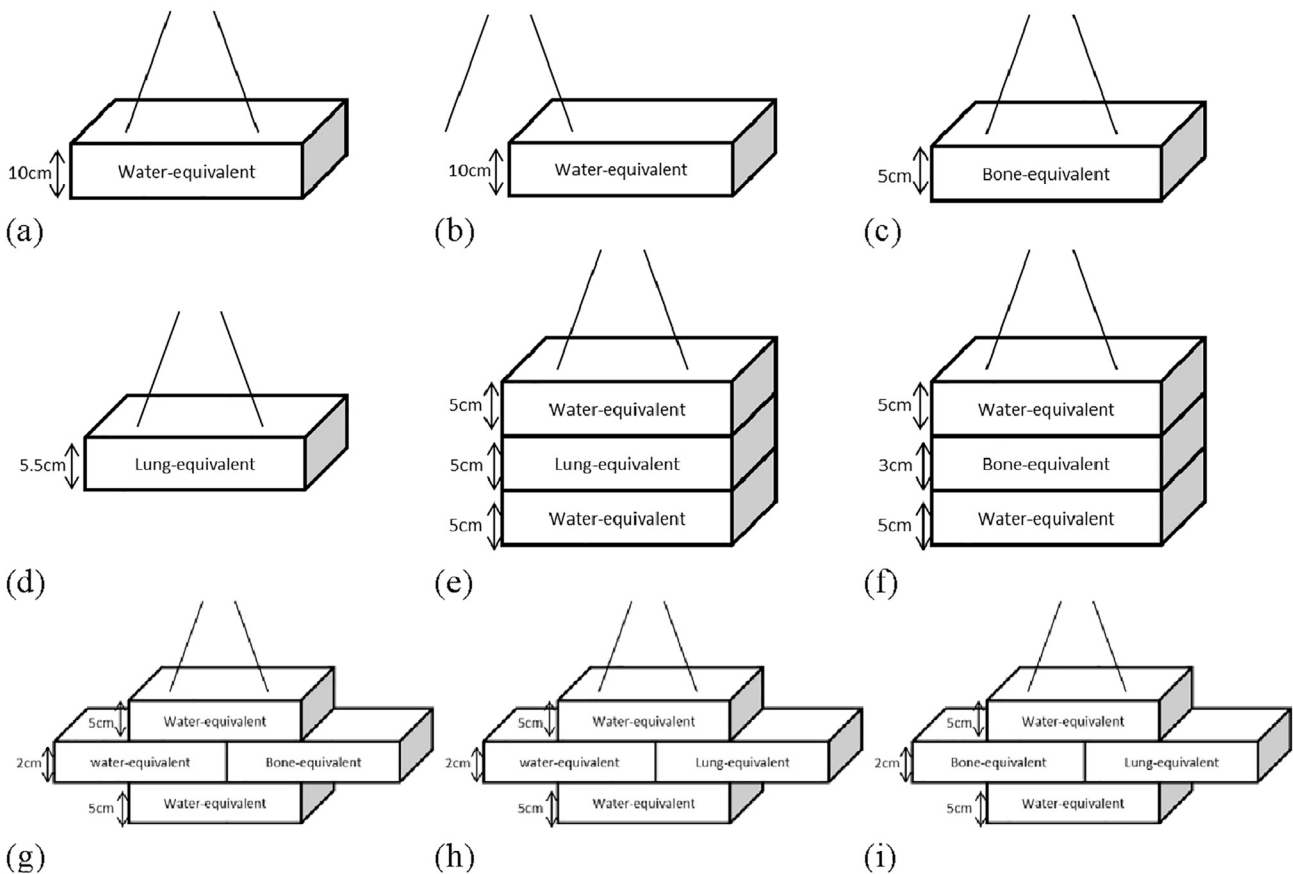 10cm Water-equivalent
(a)
10cm Water-equivalent
(b)
5cm Bone-equivalent
(c)
5.5cm Lung-equivalent
(d)
5cm Water-equivalent
5cm Lung-equivalent
5cm Water-equivalent
(e)
5cm Water-equivalent
3cm Bone-equivalent
5cm Water-equivalent
(f)
5cm Water-equivalent
2cm water-equivalent Bone-equivalent
5cm Water-equivalent
(g)
5cm Water-equivalent
2cm water-equivalent Lung-equivalent
5cm Water-equivalent
(h)
5cm Water-equivalent
2cm Bone-equivalent Lung-equivalent
5cm Water-equivalent
(i)